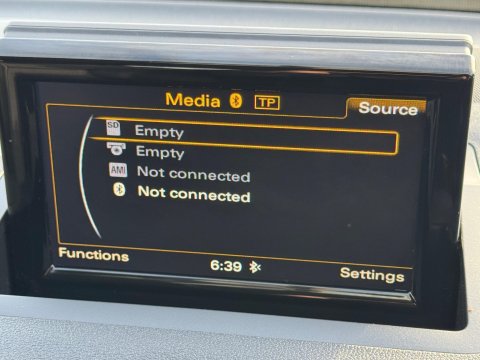 Media TP
Source
SD Empty
Empty
AMI Not connected
Not connected
Functions
6:39
Settings